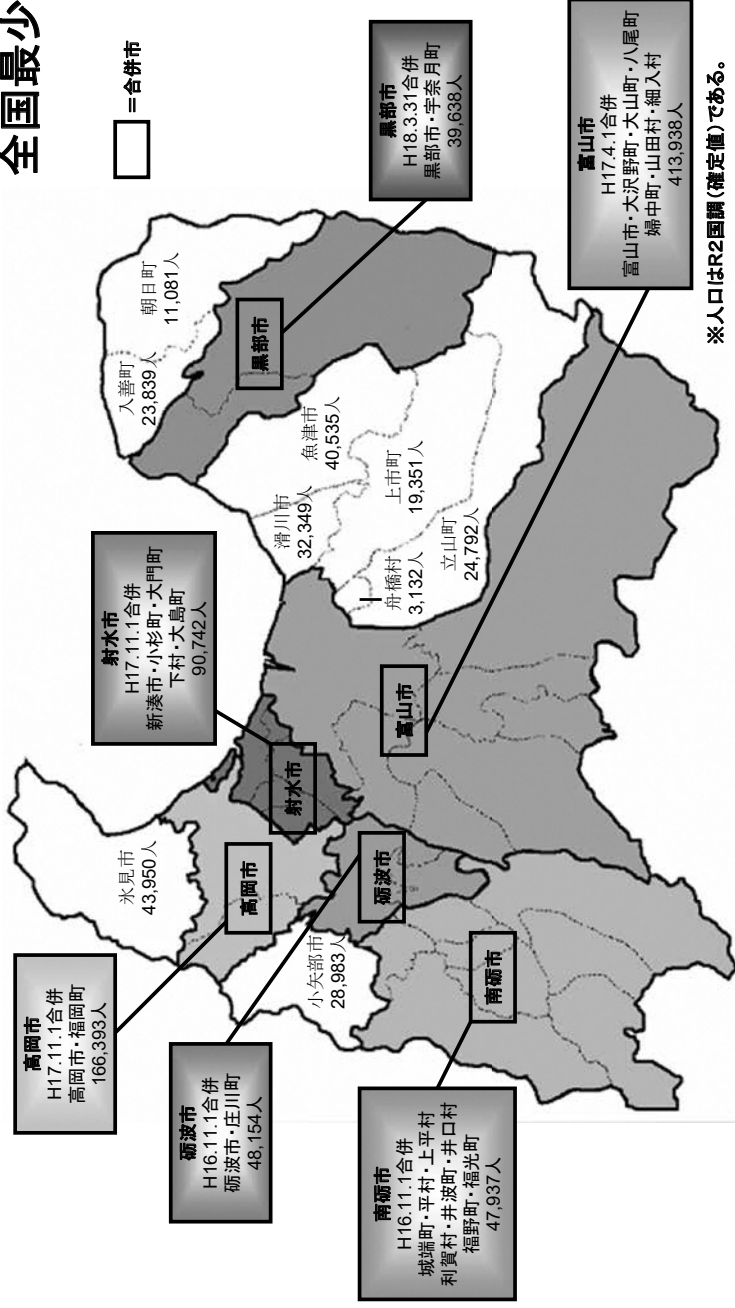 全国最少
=合併市
黒部市
H18.3.31合併
黒部市・宇奈月町
39,638人
富山市
H17.4.1合併
富山市・大沢野町・大山町・八尾町
婦中町・山田村・細入村
413,938人
※人口はR2国調(確定値)である。
射水市
H17.11.1合併
新湊市・小杉町・大門町
下村・大島町
90,742人
高岡市
H17.11.1合併
高岡市・福岡町
166,393人
砺波市
H16.11.1合併
砺波市・庄川町
48,154人
南砺市
H16.11.1合併
城端町・平村・上平村
利賀村・井波町・井口村
福野町・福光町
47,937人
朝日町
11,081人
入善町
23,839人
黒部市
魚津市
40,535人
滑川市
32,349人
上市町
19,351人
舟橋村
3,132人
立山町
24,792人
富山市
射水市
氷見市
43,950人
高岡市
砺波市
小矢部市
28,983人
南砺市